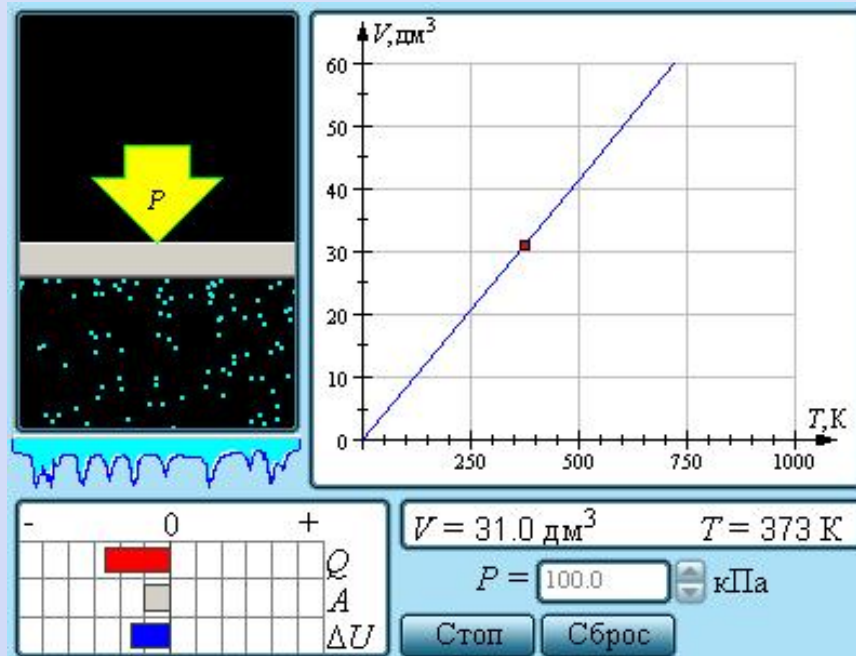 P
V,дм³
60
50
40
30
20
10
0
250 500 750 1000
T,К
- 0 +
Q
A
ΔU
V = 31.0 дм³ T = 373 К
P = 100.0 кПа
Стоп Сброс